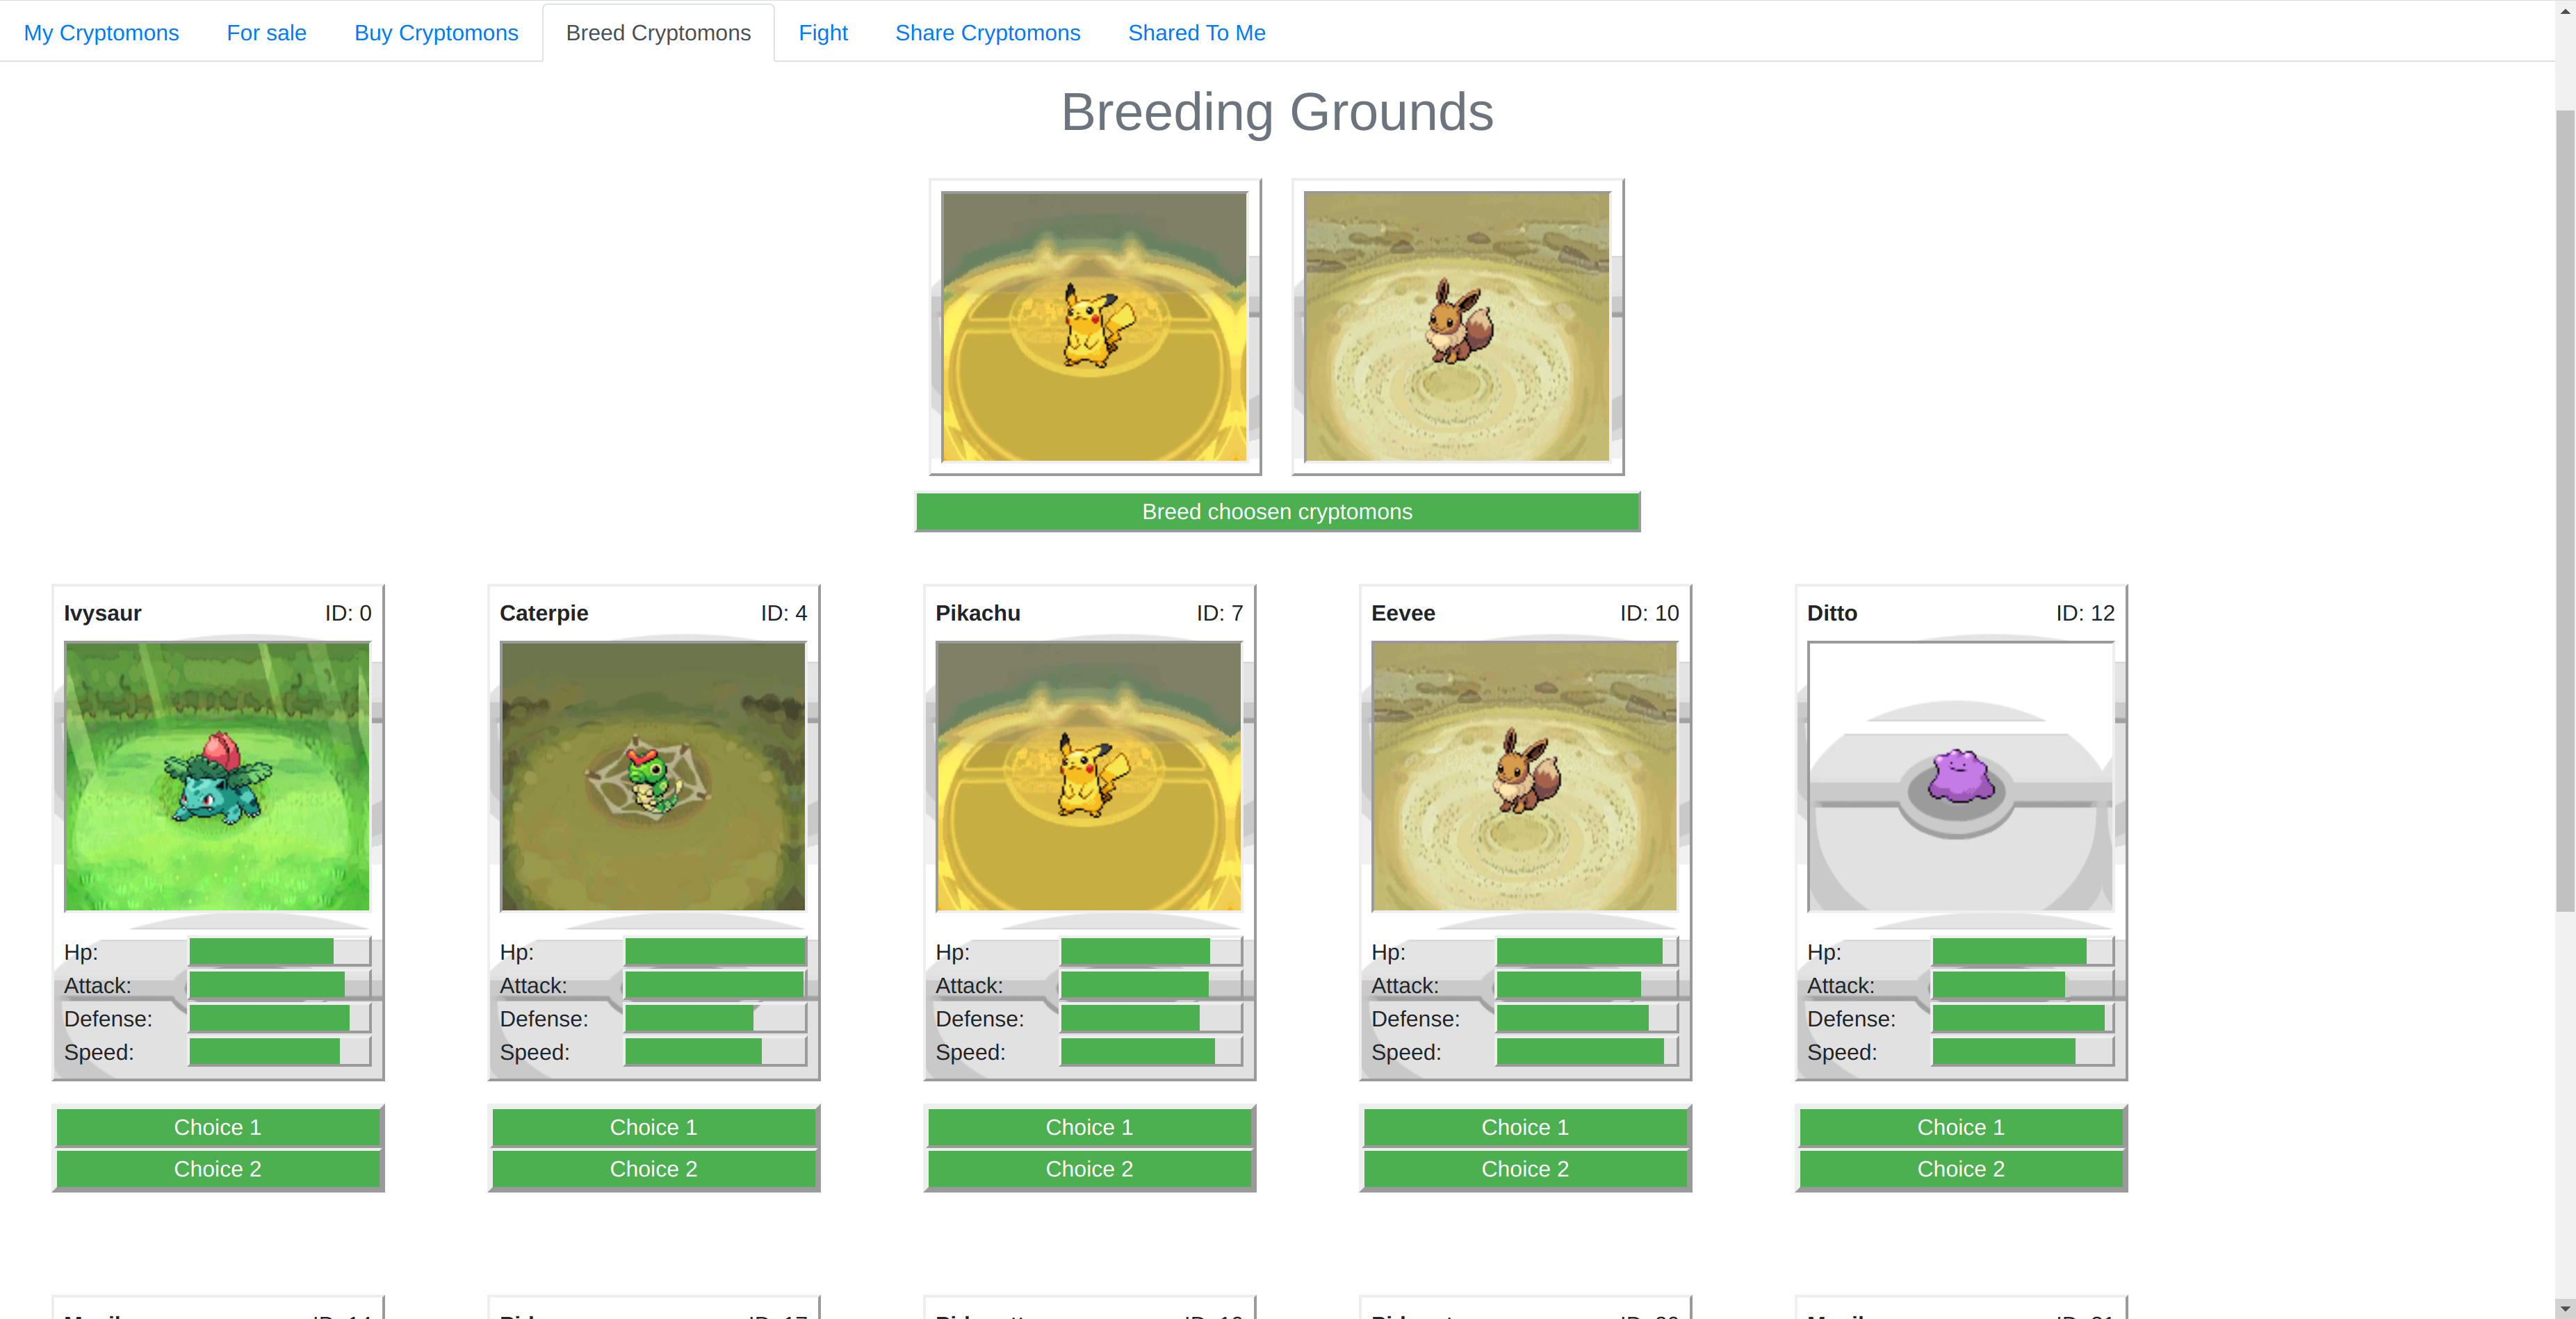 My Cryptomons For sale Buy Cryptomons Breed Cryptomons Fight Share Cryptomons Shared To Me
Breeding Grounds
Breed choosen cryptomons
Ivysaur ID: 0 Caterpie ID: 4 Pikachu ID: 7 Eevee ID: 10 Ditto ID: 12
Hp: Hp: Hp: Hp: Hp:
Attack: Attack: Attack: Attack: Attack:
Defense: Defense: Defense: Defense: Defense:
Speed: Speed: Speed: Speed: Speed:
Choice 1 Choice 1 Choice 1 Choice 1 Choice 1
Choice 2 Choice 2 Choice 2 Choice 2 Choice 2